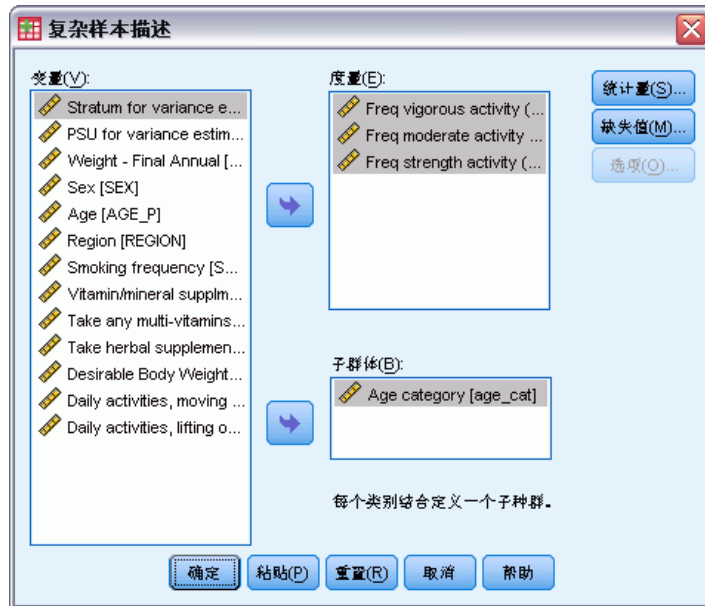 复杂样本描述
变量(V):
Stratum for variance e...
PSU for variance estim...
Weight - Final Annual [...
Sex [SEX]
Age [AGE_P]
Region [REGION]
Smoking frequency [S...
Vitamin/mineral supplm...
Take any multi-vitamins...
Take herbal supplemen...
Desirable Body Weight...
Daily activities, moving ...
Daily activities, lifting o...
度量(E):
Freq vigorous activity (...
Freq moderate activity ...
Freq strength activity (...
子群体(B):
Age category [age_cat]
每个类别结合定义一个子种群。
统计量(S)...
缺失值(M)...
选项(O)...
确定
粘贴(P)
重置(R)
取消
帮助